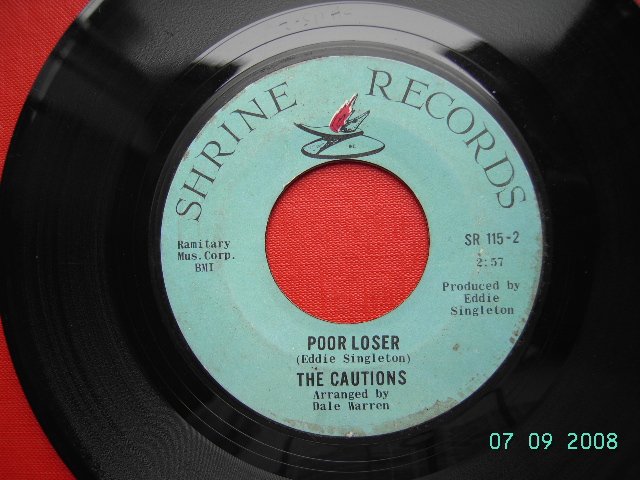 SHRINE RECORDS
Ramitary
Mus. Corp.
BMI
SR 115-2
2:57
Produced by
Eddie
Singleton
POOR LOSER
(Eddie Singleton)
THE CAUTIONS
Arranged by
Dale Warren
07 09 2008